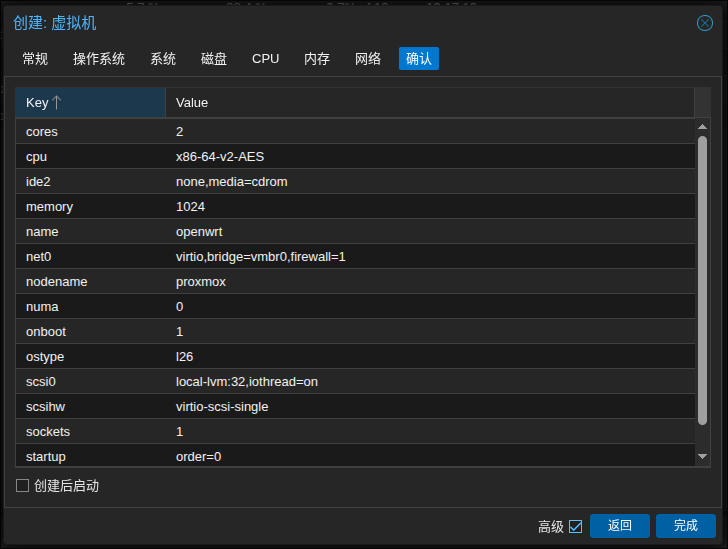 创建: 虚拟机
常规 操作系统 系统 磁盘 CPU 内存 网络 确认
Key Value
cores 2
cpu x86-64-v2-AES
ide2 none,media=cdrom
memory 1024
name openwrt
net0 virtio,bridge=vmbr0,firewall=1
nodename proxmox
numa 0
onboot 1
ostype l26
scsi0 local-lvm:32,iothread=on
scsihw virtio-scsi-single
sockets 1
startup order=0
创建后启动
高级 返回 完成